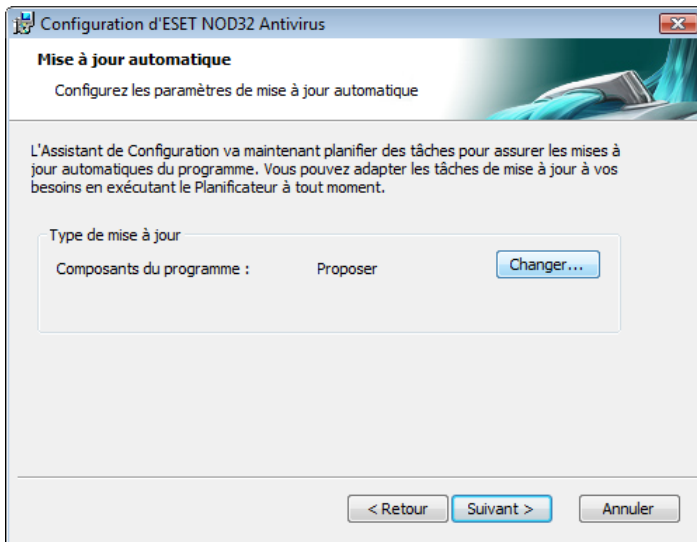 Configuration d'ESET NOD32 Antivirus
Mise à jour automatique
Configurez les paramètres de mise à jour automatique
L'Assistant de Configuration va maintenant planifier des tâches pour assurer les mises à
jour automatiques du programme. Vous pouvez adapter les tâches de mise à jour à vos
besoins en exécutant le Planificateur à tout moment.
Type de mise à jour
Composants du programme : Proposer Changer...
< Retour Suivant > Annuler